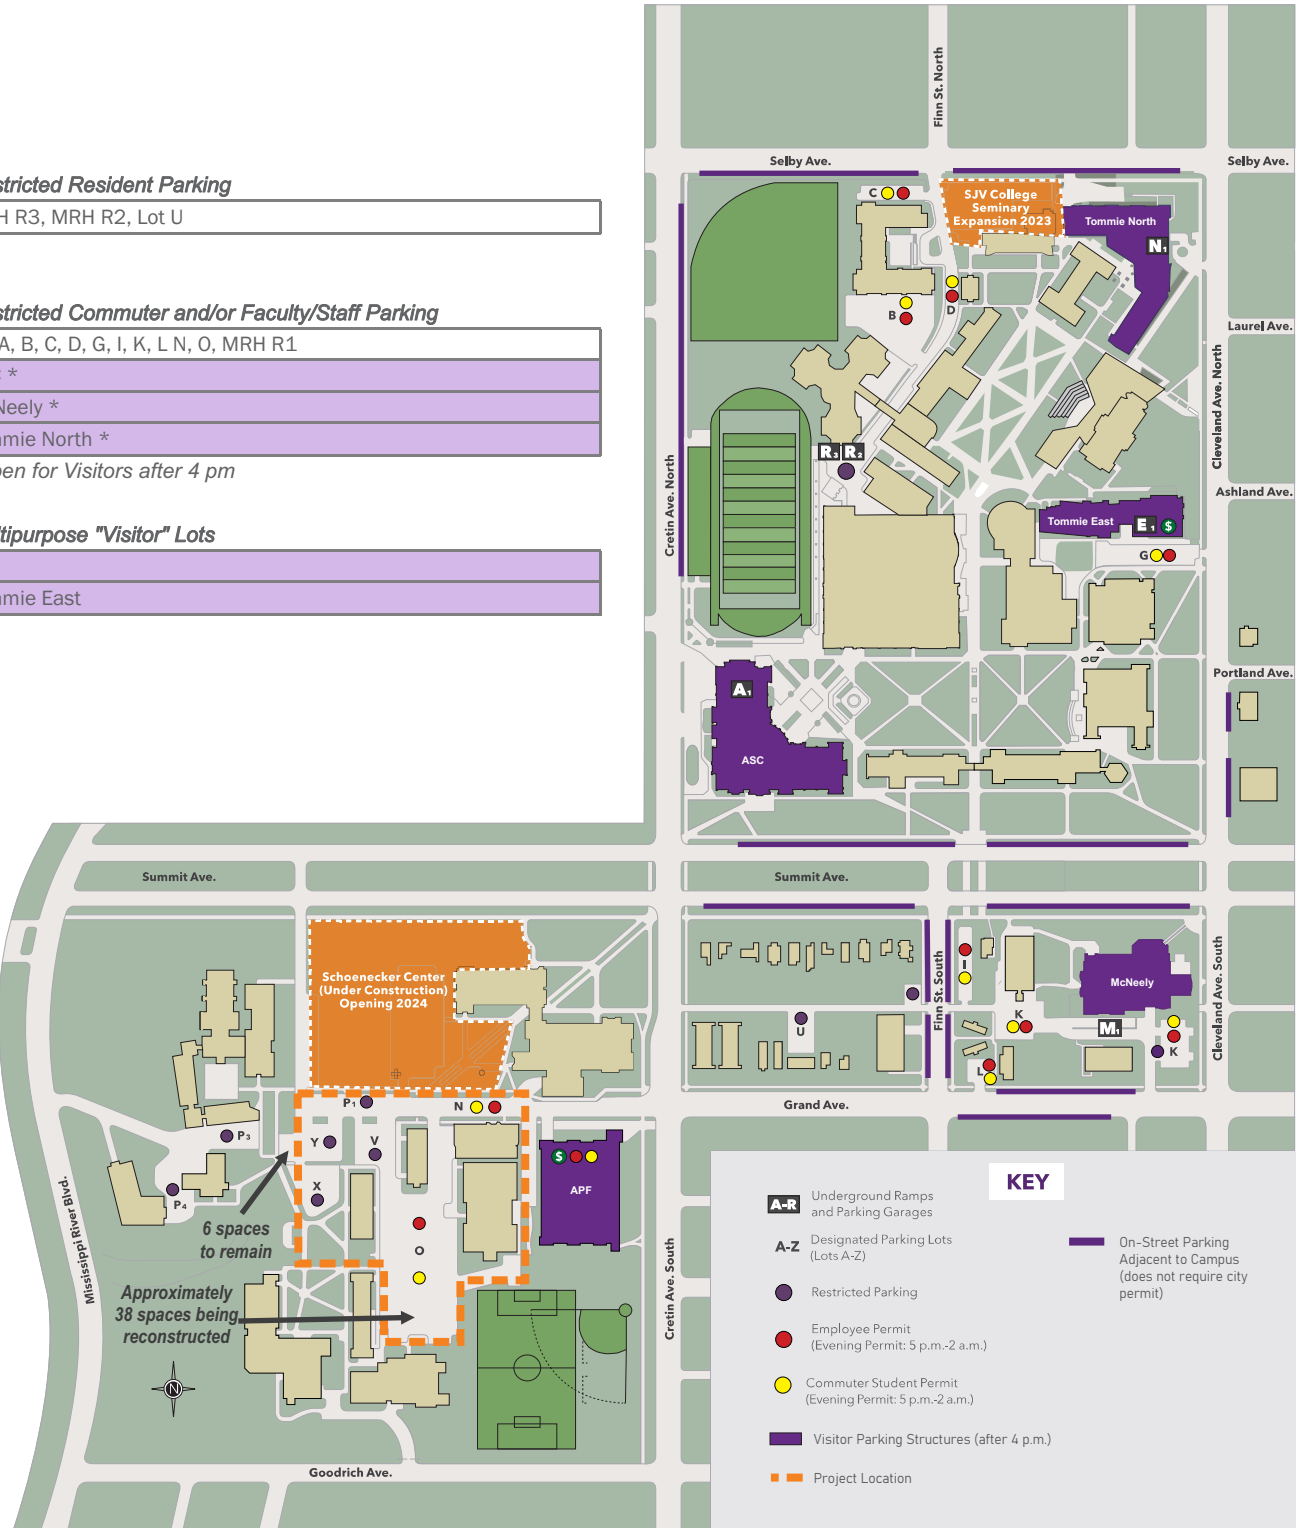 stricted Resident Parking
H R3, MRH R2, Lot U
stricted Commuter and/or Faculty/Staff Parking
A, B, C, D, G, I, K, L N, O, MRH R1
*
Neely *
mmie North *
pen for Visitors after 4 pm
ltipurpose "Visitor" Lots
mmie East
Finn St. North
Selby Ave.
Selby Ave.
C
SJV College
Seminary
Expansion 2023
Tommie North
N1
B
D
Laurel Ave.
Cleveland Ave. North
R3 R2
Cretin Ave. North
Ashland Ave.
Tommie East
E1 $
G
Portland Ave.
A1
ASC
Summit Ave.
Summit Ave.
Schoenecker Center
(Under Construction)
Opening 2024
I
McNeely
Finn St. South
Cleveland Ave. South
U
K
M1
K
L
Grand Ave.
P1
N
P3
Y
V
$
X
APF
P4
6 spaces
to remain
O
Mississippi River Blvd.
Cretin Ave. South
Approximately
38 spaces being
reconstructed
N
Goodrich Ave.
KEY
A-R
Underground Ramps
and Parking Garages
A-Z
Designated Parking Lots
(Lots A-Z)
Restricted Parking
Employee Permit
(Evening Permit: 5 p.m.-2 a.m.)
Commuter Student Permit
(Evening Permit: 5 p.m.-2 a.m.)
Visitor Parking Structures (after 4 p.m.)
Project Location
On-Street Parking
Adjacent to Campus
(does not require city
permit)